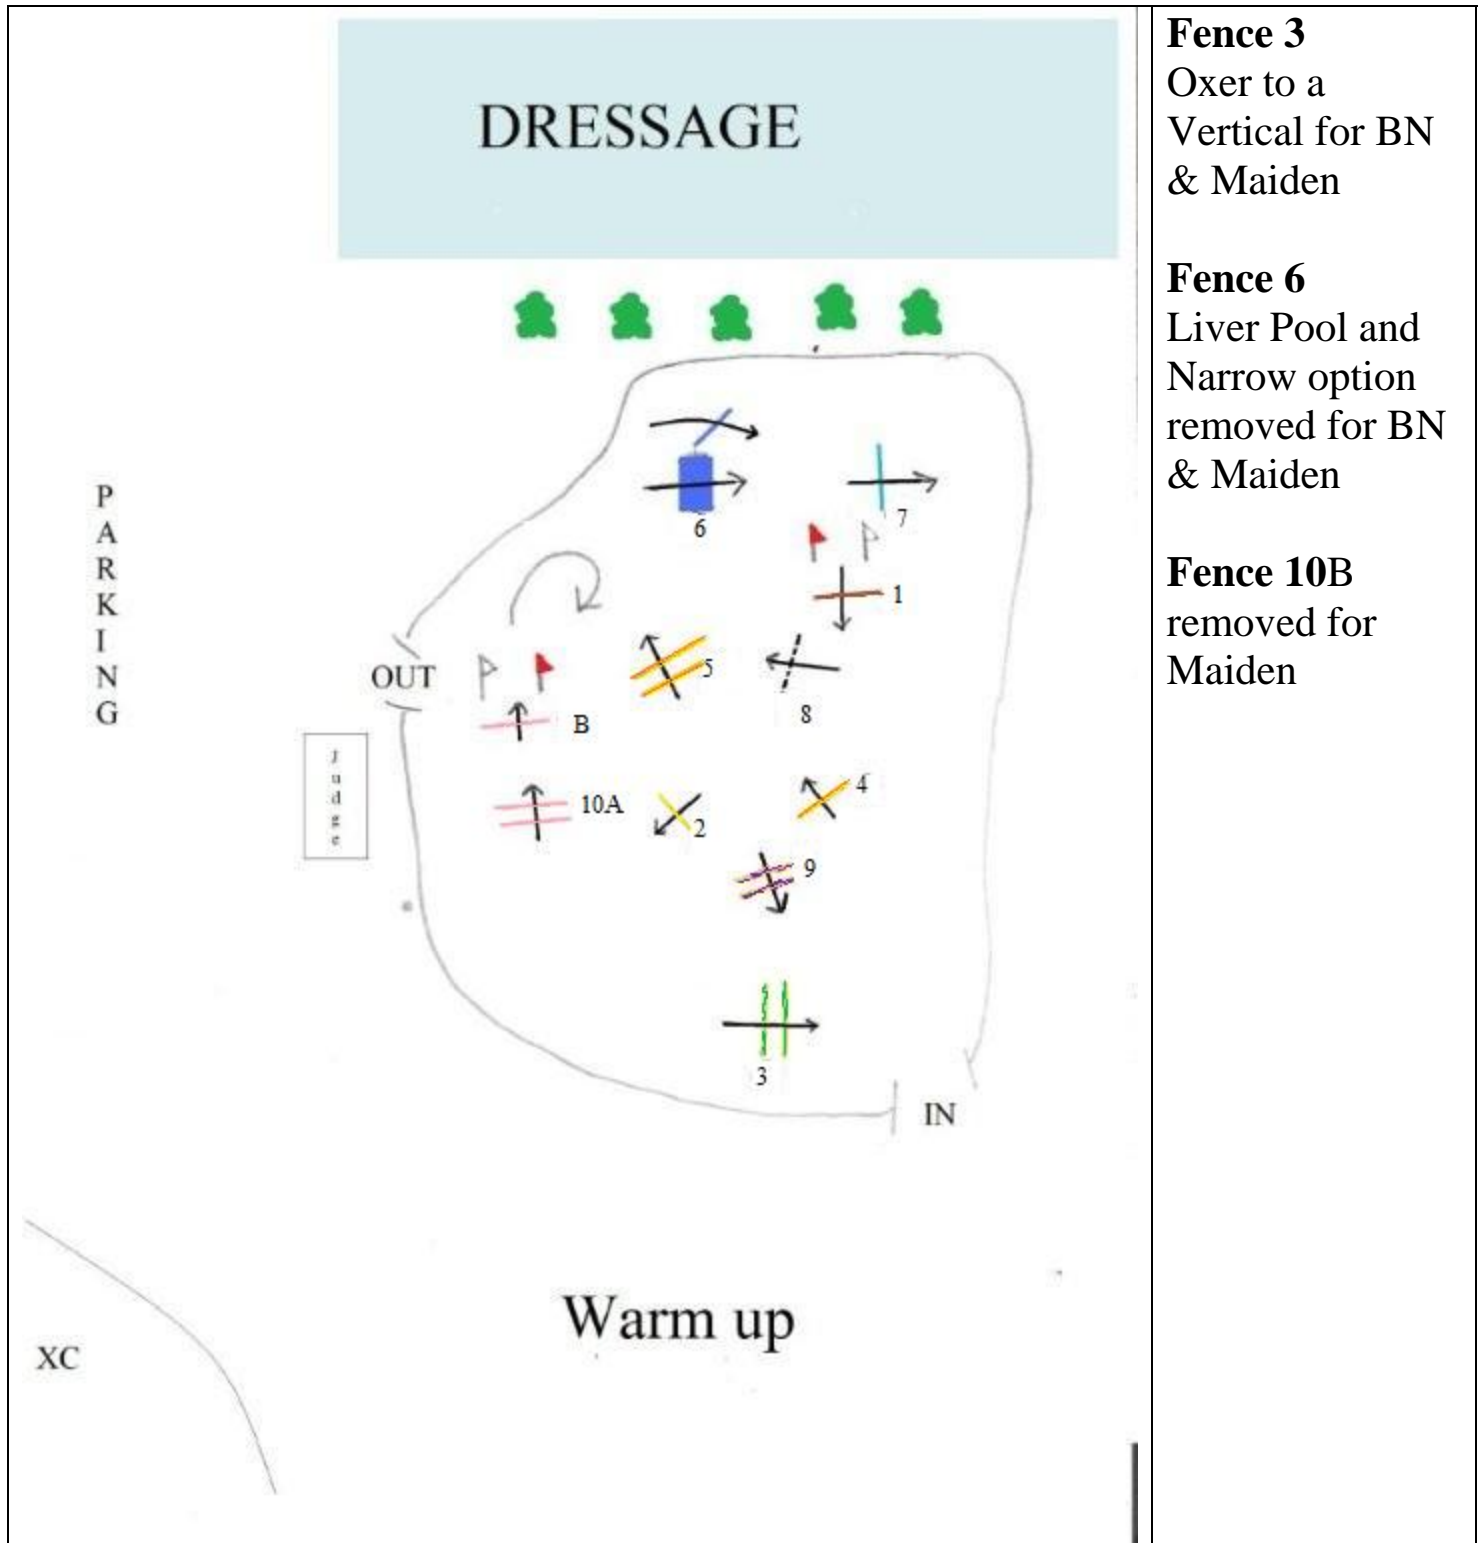 DRESSAGE
P
A
R
K
I
N
G
6
7
1
5
OUT
8
B
J
u
d
g
e
10A
2
4
9
3
IN
Warm up
XC
Fence 3
Oxer to a
Vertical for BN
& Maiden
Fence 6
Liver Pool and
Narrow option
removed for BN
& Maiden
Fence 10B
removed for
Maiden